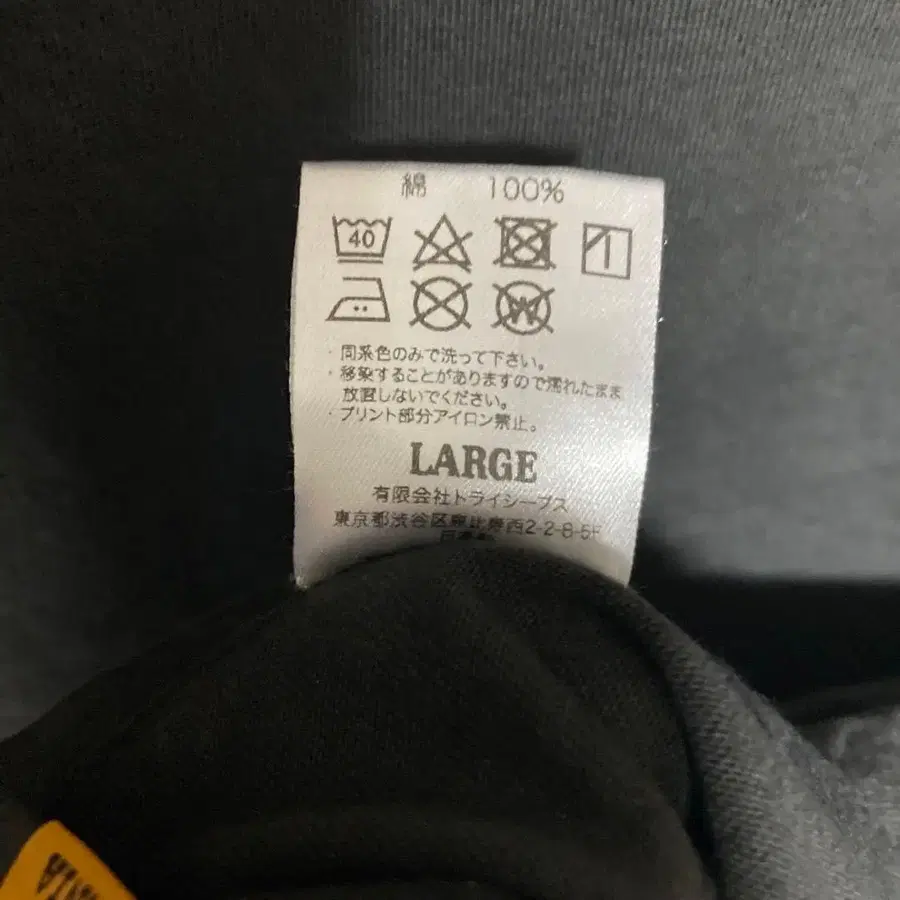 綿 100%
40
W
・同系色のみで洗って下さい。
・移染することがありますので濡れたまま
放置しないでください。
・プリント部分アイロン禁止。
LARGE
有限会社トライシープス
東京都渋谷区恵比寿西2-2-8-5F